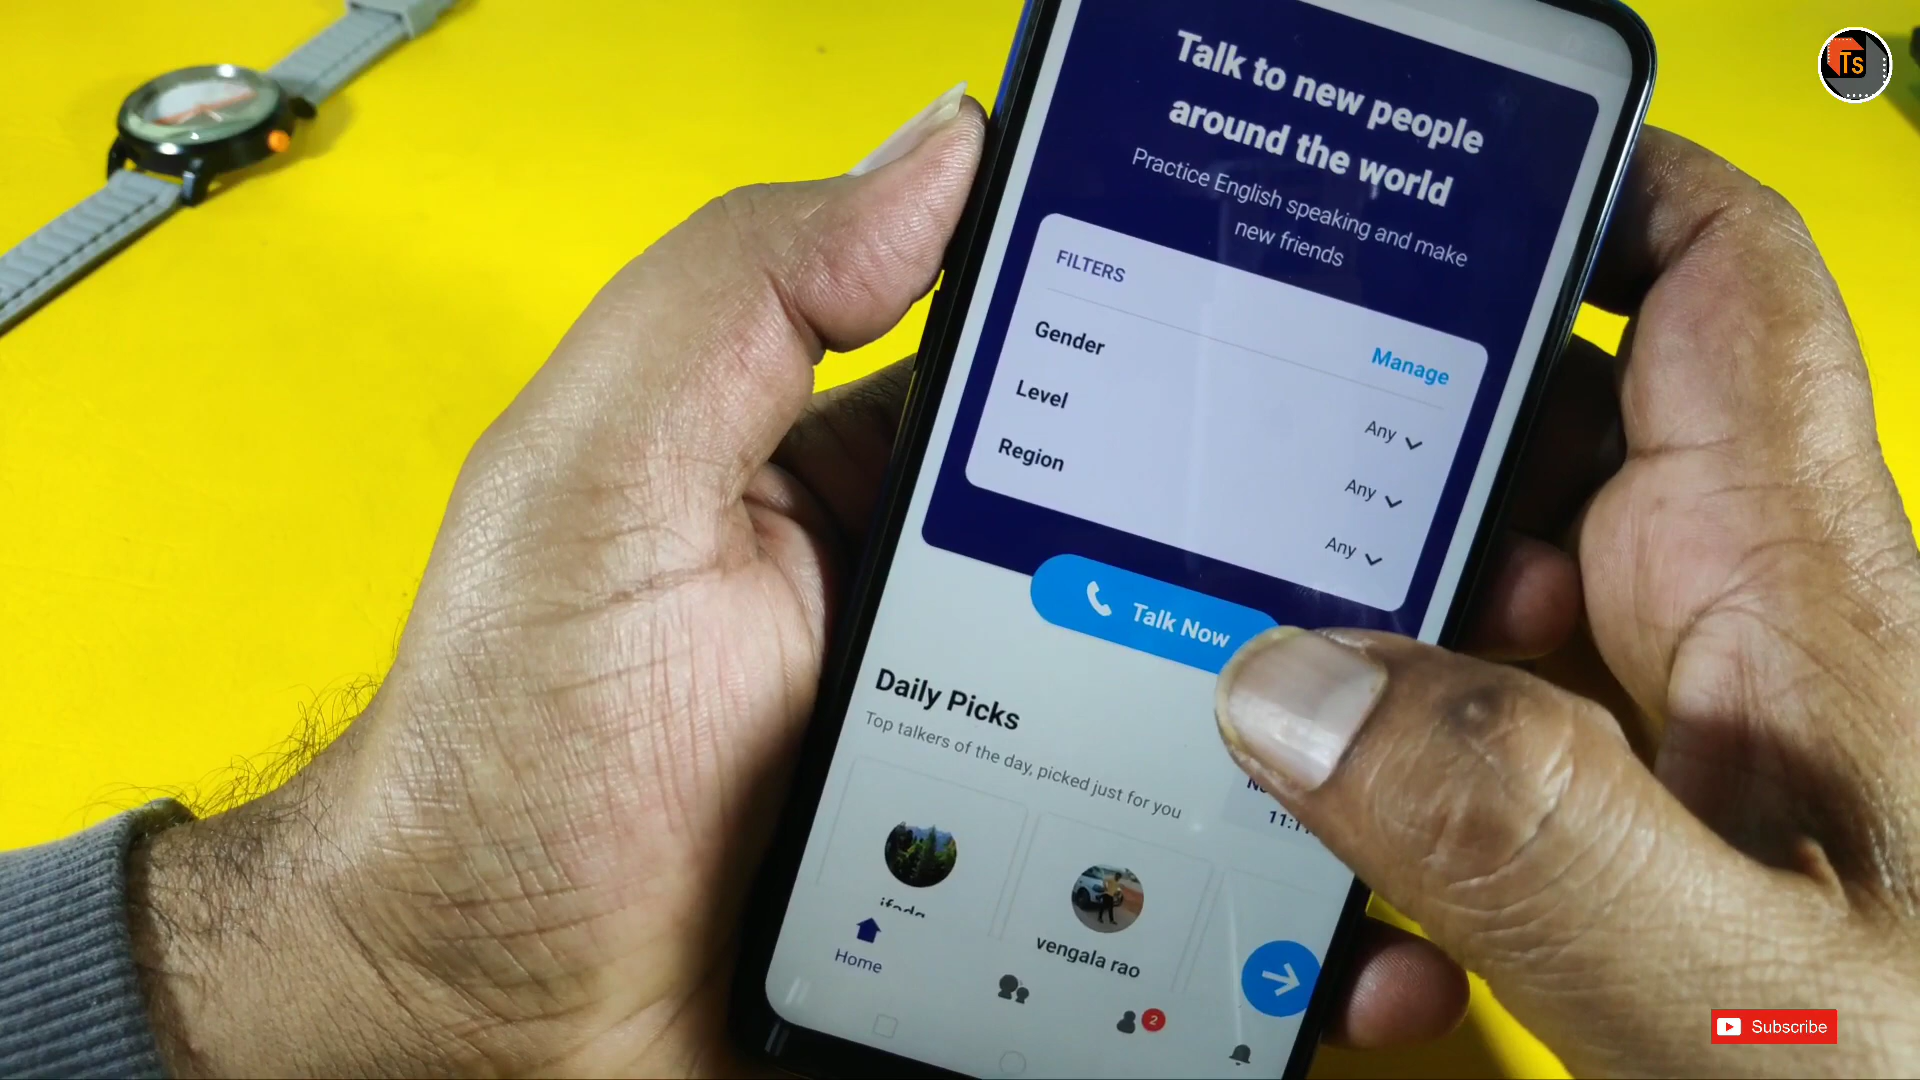 Ts
Talk to new people
around the world
Practice English speaking and make
new friends
FILTERS
Manage
Gender
Any
Level
Any
Region
Any
Talk Now
Daily Picks
Top talkers of the day, picked just for you
vengala rao
Home
2
Subscribe